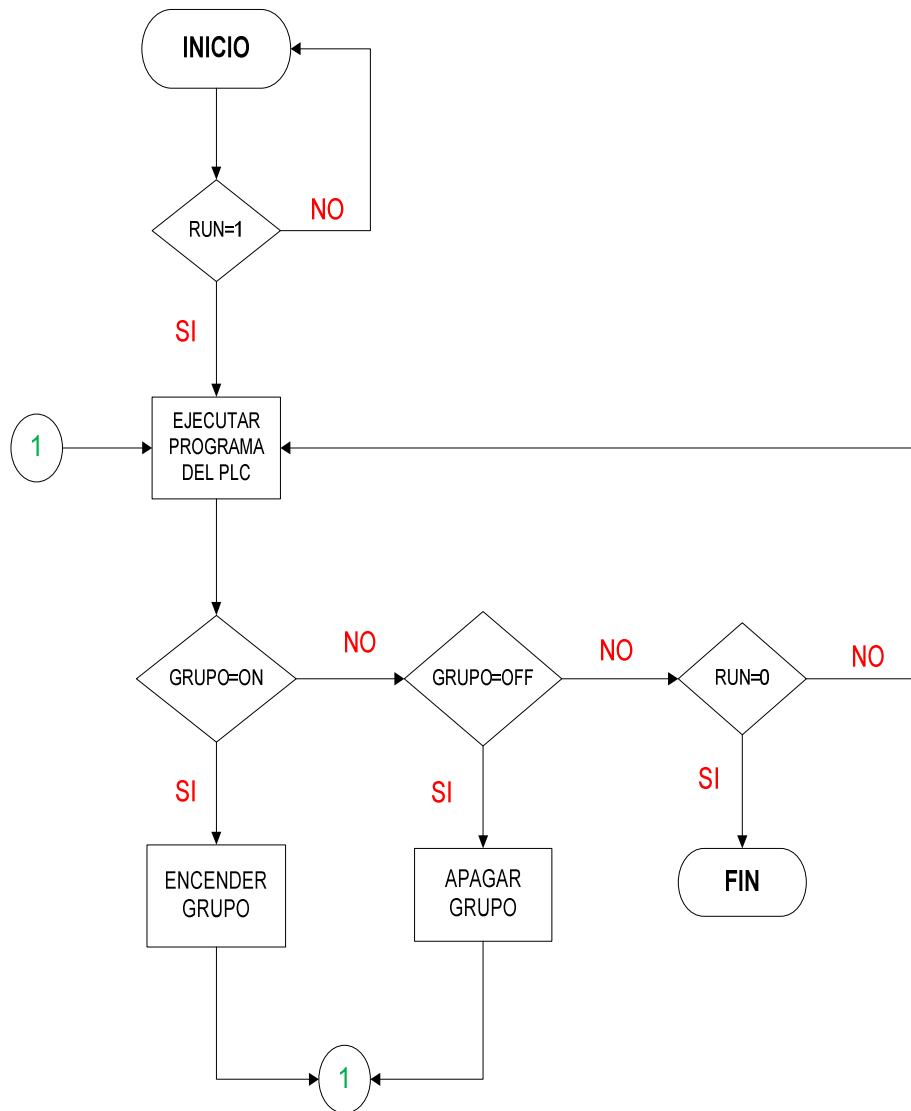 INICIO
RUN=1
NO
SI
EJECUTAR
PROGRAMA
DEL PLC
1
GRUPO=ON
NO
GRUPO=OFF
NO
RUN=0
NO
SI
SI
SI
ENCENDER
GRUPO
APAGAR
GRUPO
FIN
1